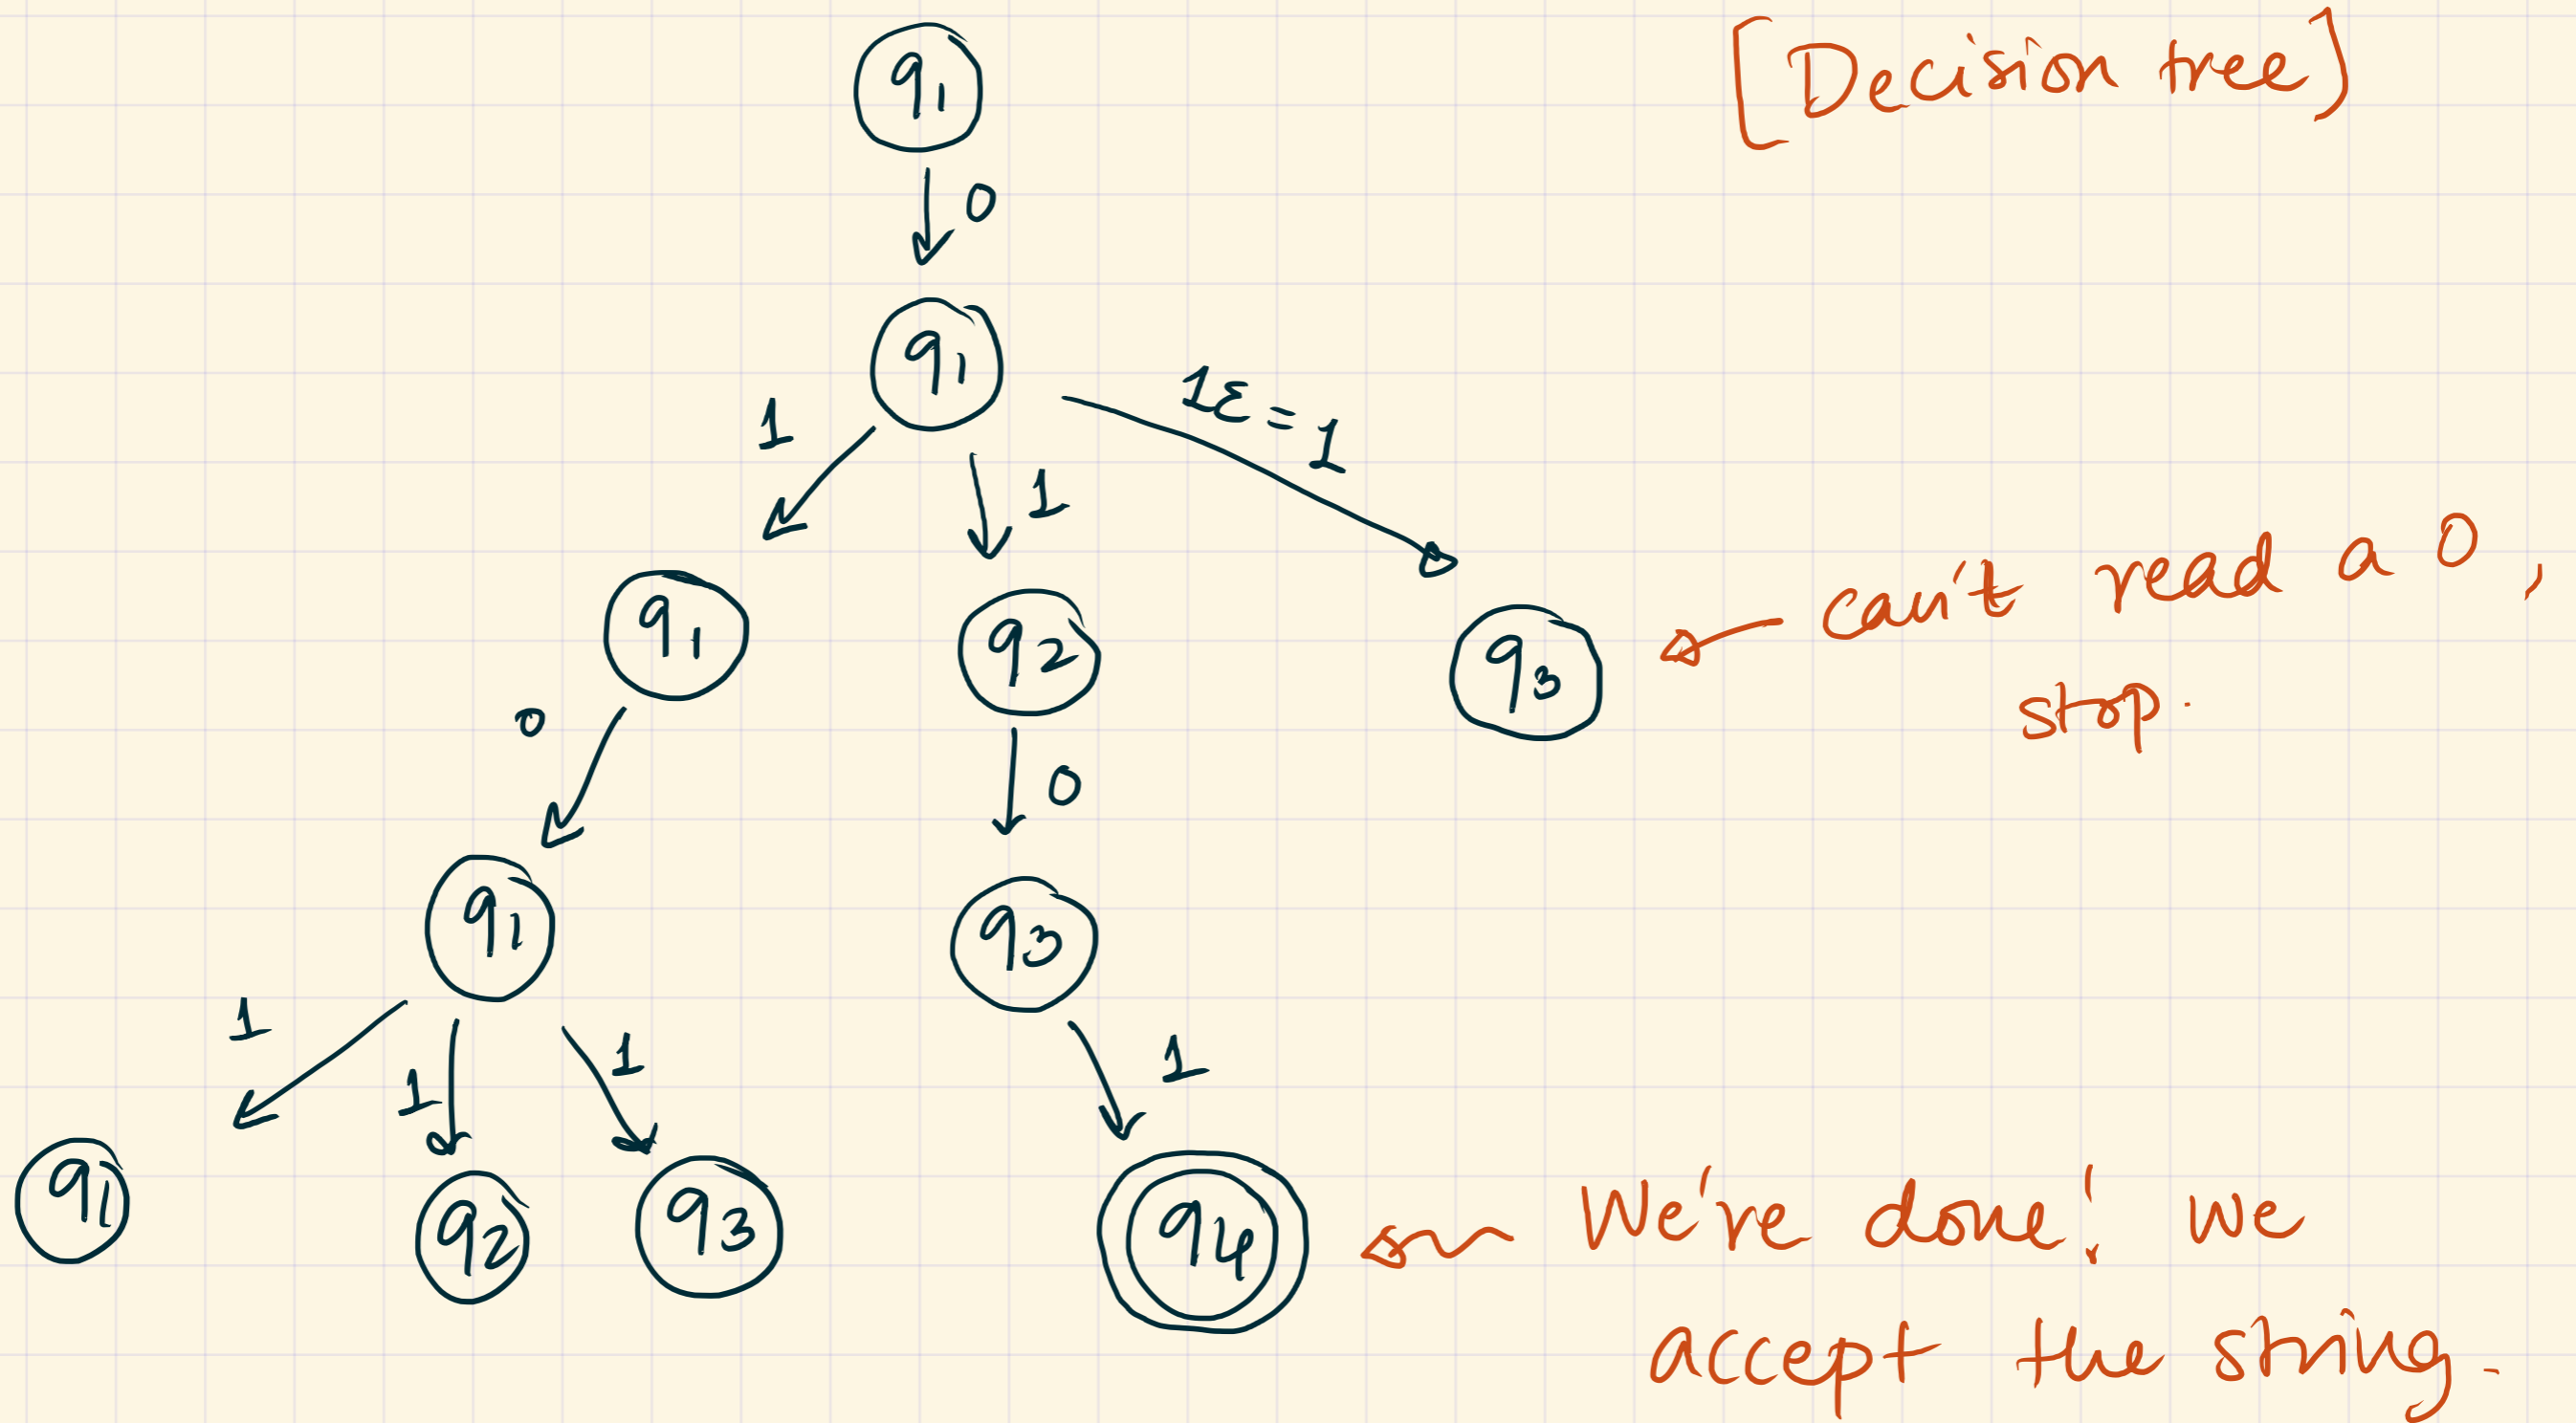 q1
[Decision tree]
0
q1
1
1
1ε = 1
q1
q2
q3
can't read a 0,
stop.
0
0
q1
q3
1
1
1
1
q1
q2
q3
q4
We're done! we
accept the string.